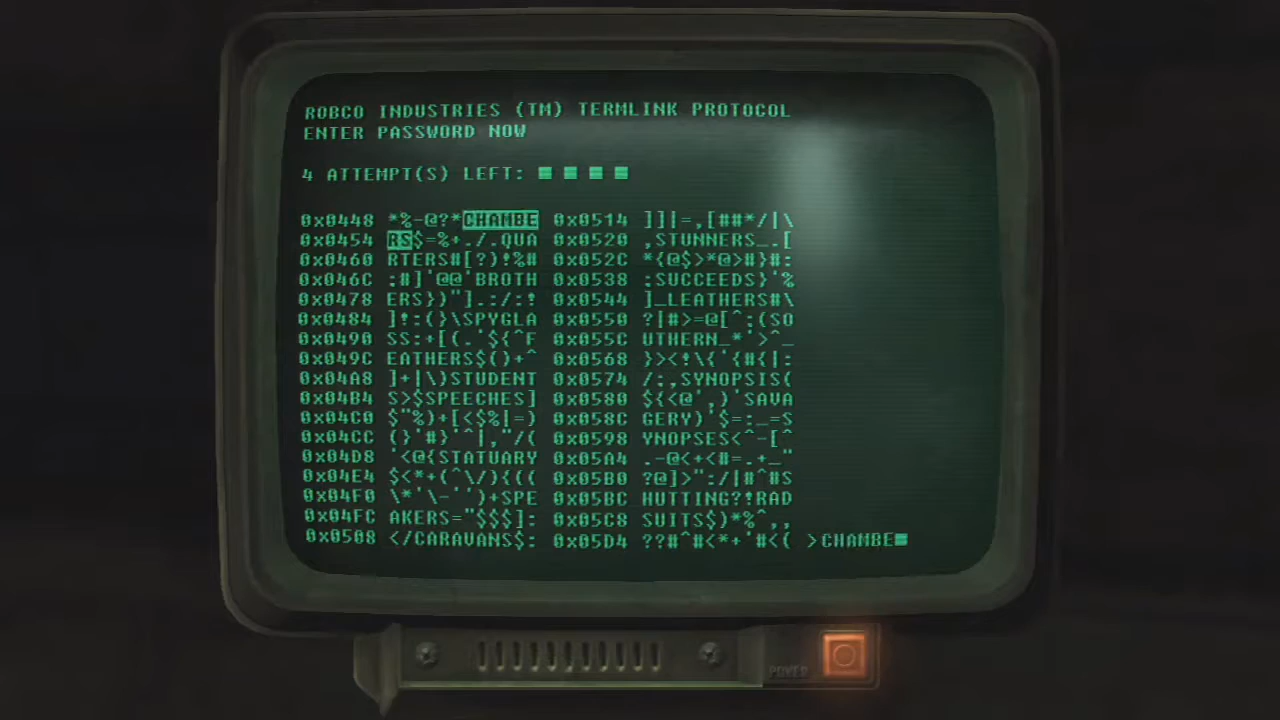 ROBCO INDUSTRIES (TM) TERMLINK PROTOCOL
ENTER PASSWORD NOW
4 ATTEMPT(S) LEFT: ■ ■ ■ ■
0x0448 *%-@?*CHAMBE 0x0514 ]]|=,[##*/|\
0x0454 RS$=%+./.QUA 0x0520 ,STUNNERS_.[
0x0460 RTERS#[?)!%# 0x052C *{@$>*@>#}#:
0x046C :#]'@@'BROTH 0x0538 :SUCCEEDS}'%
0x0478 ERS})"].:/:! 0x0544 ]_LEATHERS#\
0x0484 ]!:(}\SPYGLA 0x0550 ?|#>=@[^;(SO
0x0490 SS:+[(.'${^F 0x055C UTHERN_*'>^_
0x049C EATHERS$()+^ 0x0568 }><!\{'{#{|:
0x04A8 ]+|\)STUDENT 0x0574 /:,SYNOPSIS(
0x04B4 S>$SPEECHES] 0x0580 ${<@',)'SAVA
0x04C0 $"%)+[<$%|=) 0x058C GERY)'$=:_=S
0x04CC (}'#}'^|,"/( 0x0598 YNOPSES<^-[^
0x04D8 '<@{STATUARY 0x05A4 .-@<+<#=.+_"
0x04E4 $<*+(^\/){(( 0x05B0 ?@]>":/|#^#S
0x04F0 \*'\-'')+SPE 0x05BC HUTTING?!RAD
0x04FC AKERS="$$$]: 0x05C8 SUITS$)*%^,,
0x0508 </CARAVANS$: 0x05D4 ??#^#<*+'#<( >CHAMBE■
POWER